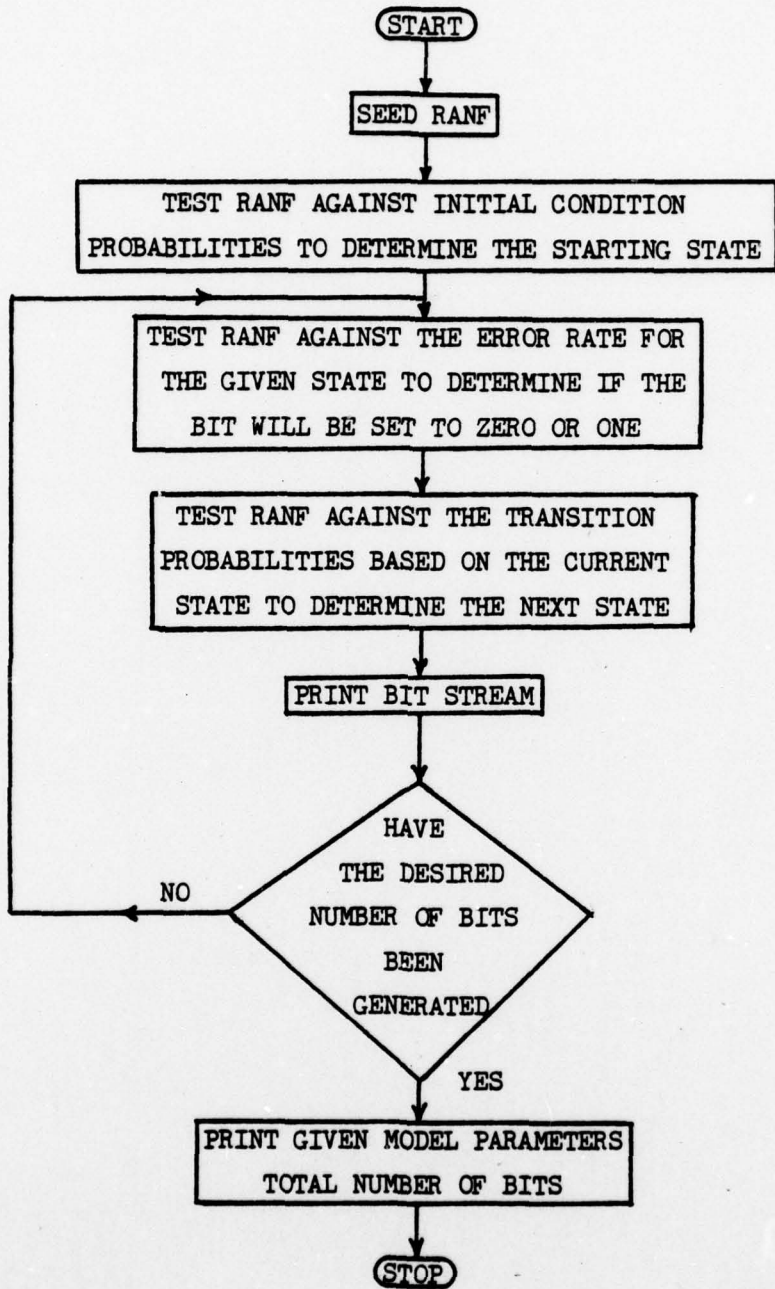 START
SEED RANF
TEST RANF AGAINST INITIAL CONDITION
PROBABILITIES TO DETERMINE THE STARTING STATE
TEST RANF AGAINST THE ERROR RATE FOR
THE GIVEN STATE TO DETERMINE IF THE
BIT WILL BE SET TO ZERO OR ONE
TEST RANF AGAINST THE TRANSITION
PROBABILITIES BASED ON THE CURRENT
STATE TO DETERMINE THE NEXT STATE
PRINT BIT STREAM
HAVE
THE DESIRED
NUMBER OF BITS
BEEN
GENERATED
NO
YES
PRINT GIVEN MODEL PARAMETERS
TOTAL NUMBER OF BITS
STOP